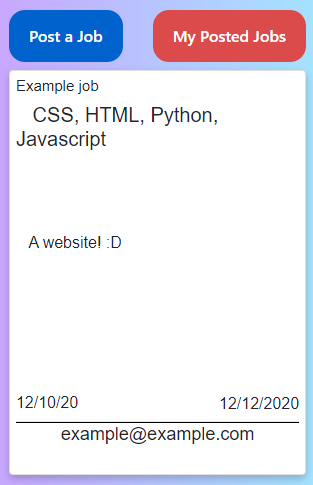 Post a Job My Posted Jobs
Example job
CSS, HTML, Python,
Javascript
A website! :D
12/10/20 12/12/2020
example@example.com